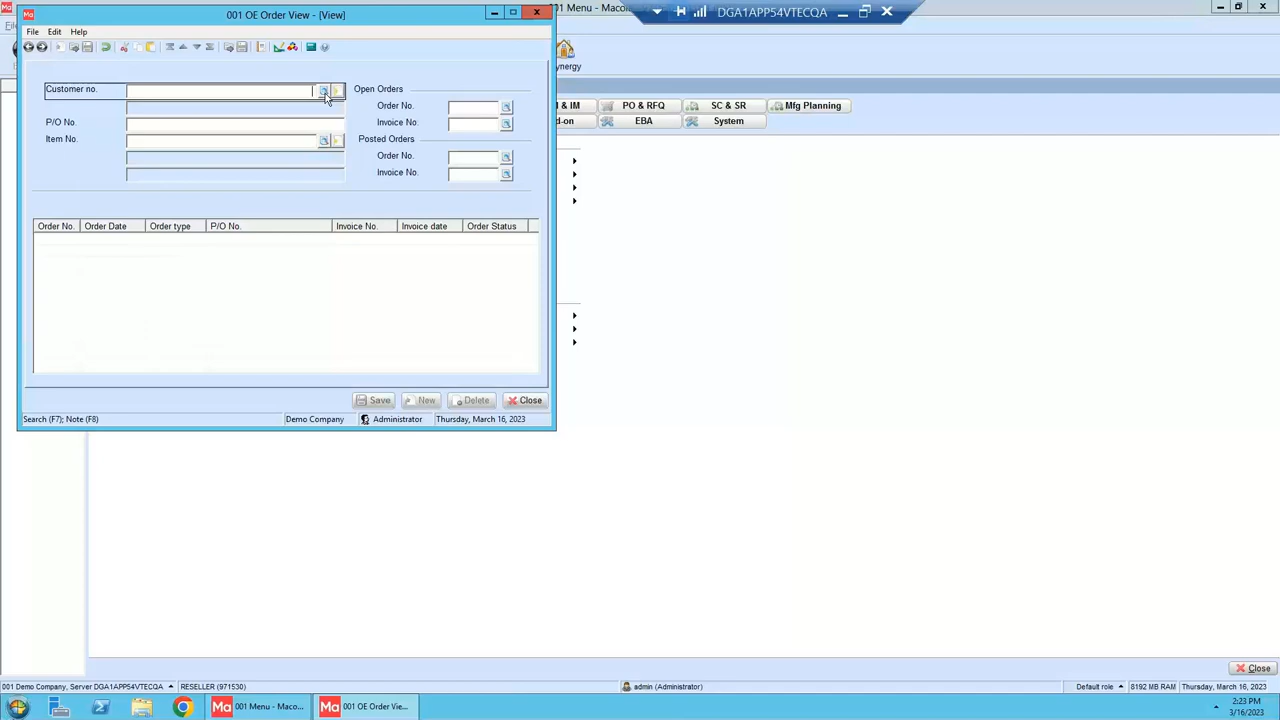 001 OE Order View - [View]
001 Menu - Macon
DGA1APP54VTECQA
File Edit Help
Customer no.
P/O No.
Item No.
Open Orders
Order No.
Invoice No.
Posted Orders
Order No.
Invoice No.
Order No. Order Date Order type P/O No. Invoice No. Invoice date Order Status
Save New Delete Close
Search (F7); Note (F8) Demo Company Administrator Thursday, March 16, 2023
& IM PO & RFQ SC & SR Mfg Planning
d-on EBA System
ynergy
Close
001 Demo Company, Server DGA1APP54VTECQA RESELLER (971530) admin (Administrator) Default role 8192 MB RAM Thursday, March 16, 2023
Ma 001 Menu - Maco... Ma 001 OE Order Vie... 2:23 PM
3/16/2023